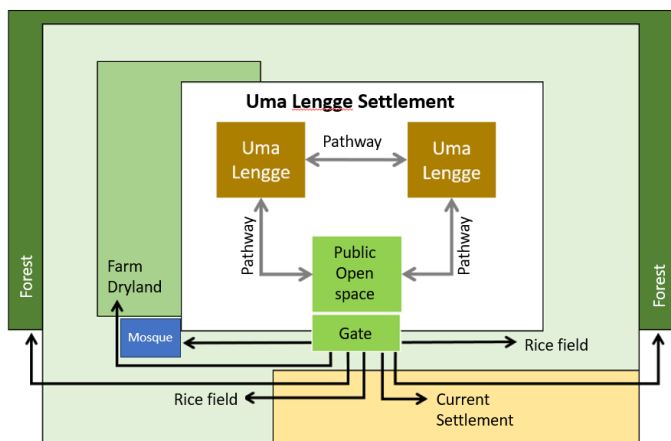 Uma Lengge Settlement
Uma
Lengge
Pathway
Uma
Lengge
Pathway
Public
Open
space
Pathway
Farm
Dryland
Forest
Forest
Mosque
Gate
Rice field
Rice field
Current
Settlement